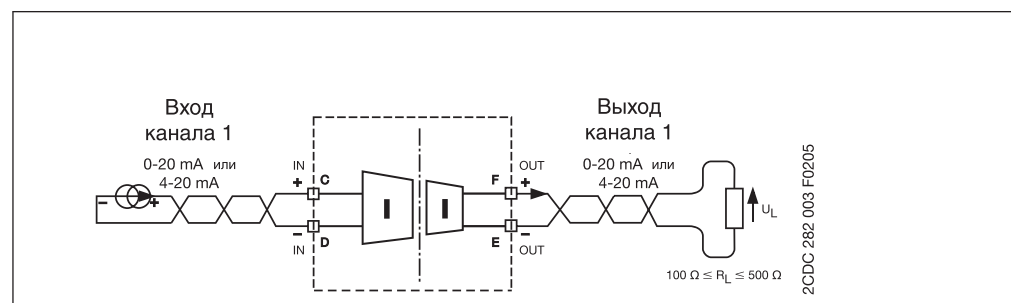 Вход
канала 1
0-20 mA или
4-20 mA
- +
IN
+ C
I
- D
IN
OUT
F +
I
E -
OUT
Выход
канала 1
0-20 mA или
4-20 mA
U_L
100 Ω ≤ R_L ≤ 500 Ω
2CDC 282 003 F0205